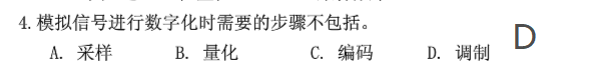 4. 模拟信号进行数字化时需要的步骤不包括。
A. 采样 B. 量化 C. 编码 D. 调制 D